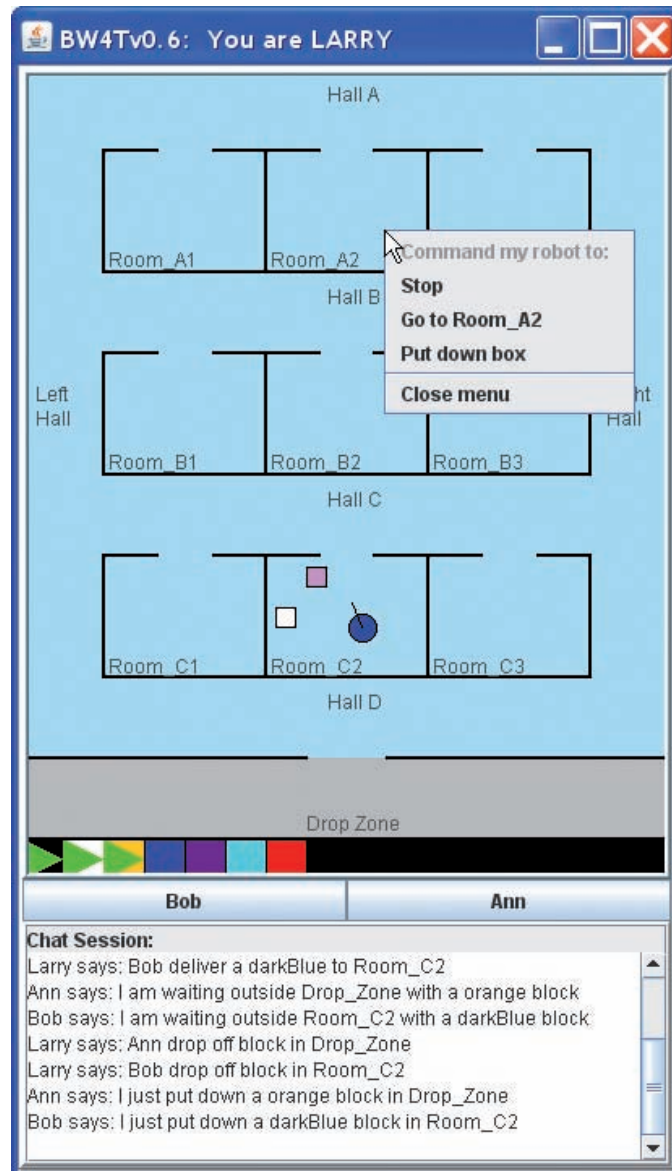 BW4Tv0.6: You are LARRY
Hall A
Room_A1
Room_A2
Command my robot to:
Stop
Go to Room_A2
Put down box
Close menu
Hall B
Left
Hall
ht
Hall
Room_B1
Room_B2
Room_B3
Hall C
Room_C1
Room_C2
Room_C3
Hall D
Drop Zone
Bob
Ann
Chat Session:
Larry says: Bob deliver a darkBlue to Room_C2
Ann says: I am waiting outside Drop_Zone with a orange block
Bob says: I am waiting outside Room_C2 with a darkBlue block
Larry says: Ann drop off block in Drop_Zone
Larry says: Bob drop off block in Room_C2
Ann says: I just put down a orange block in Drop_Zone
Bob says: I just put down a darkBlue block in Room_C2